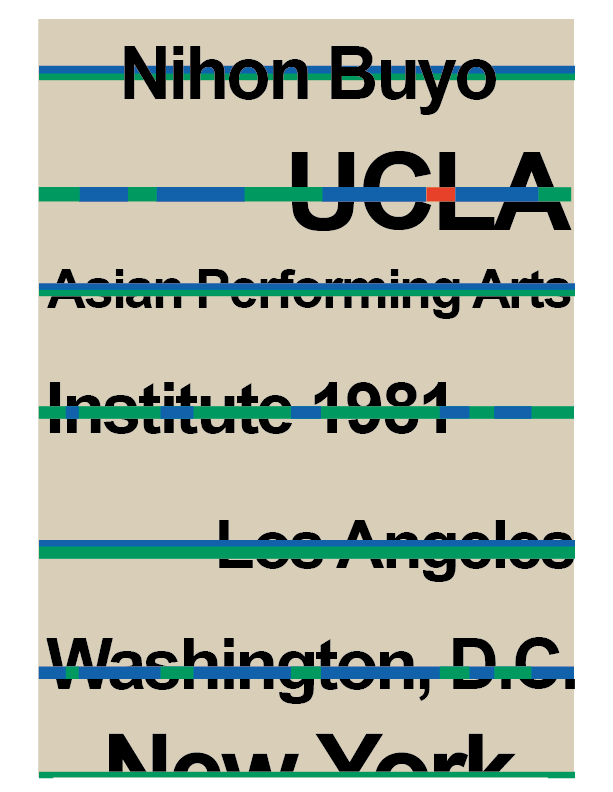 Nihon Buyo
UCLA
Asian Performing Arts
Institute 1981
Los Angeles
Washington, D.C.
New York